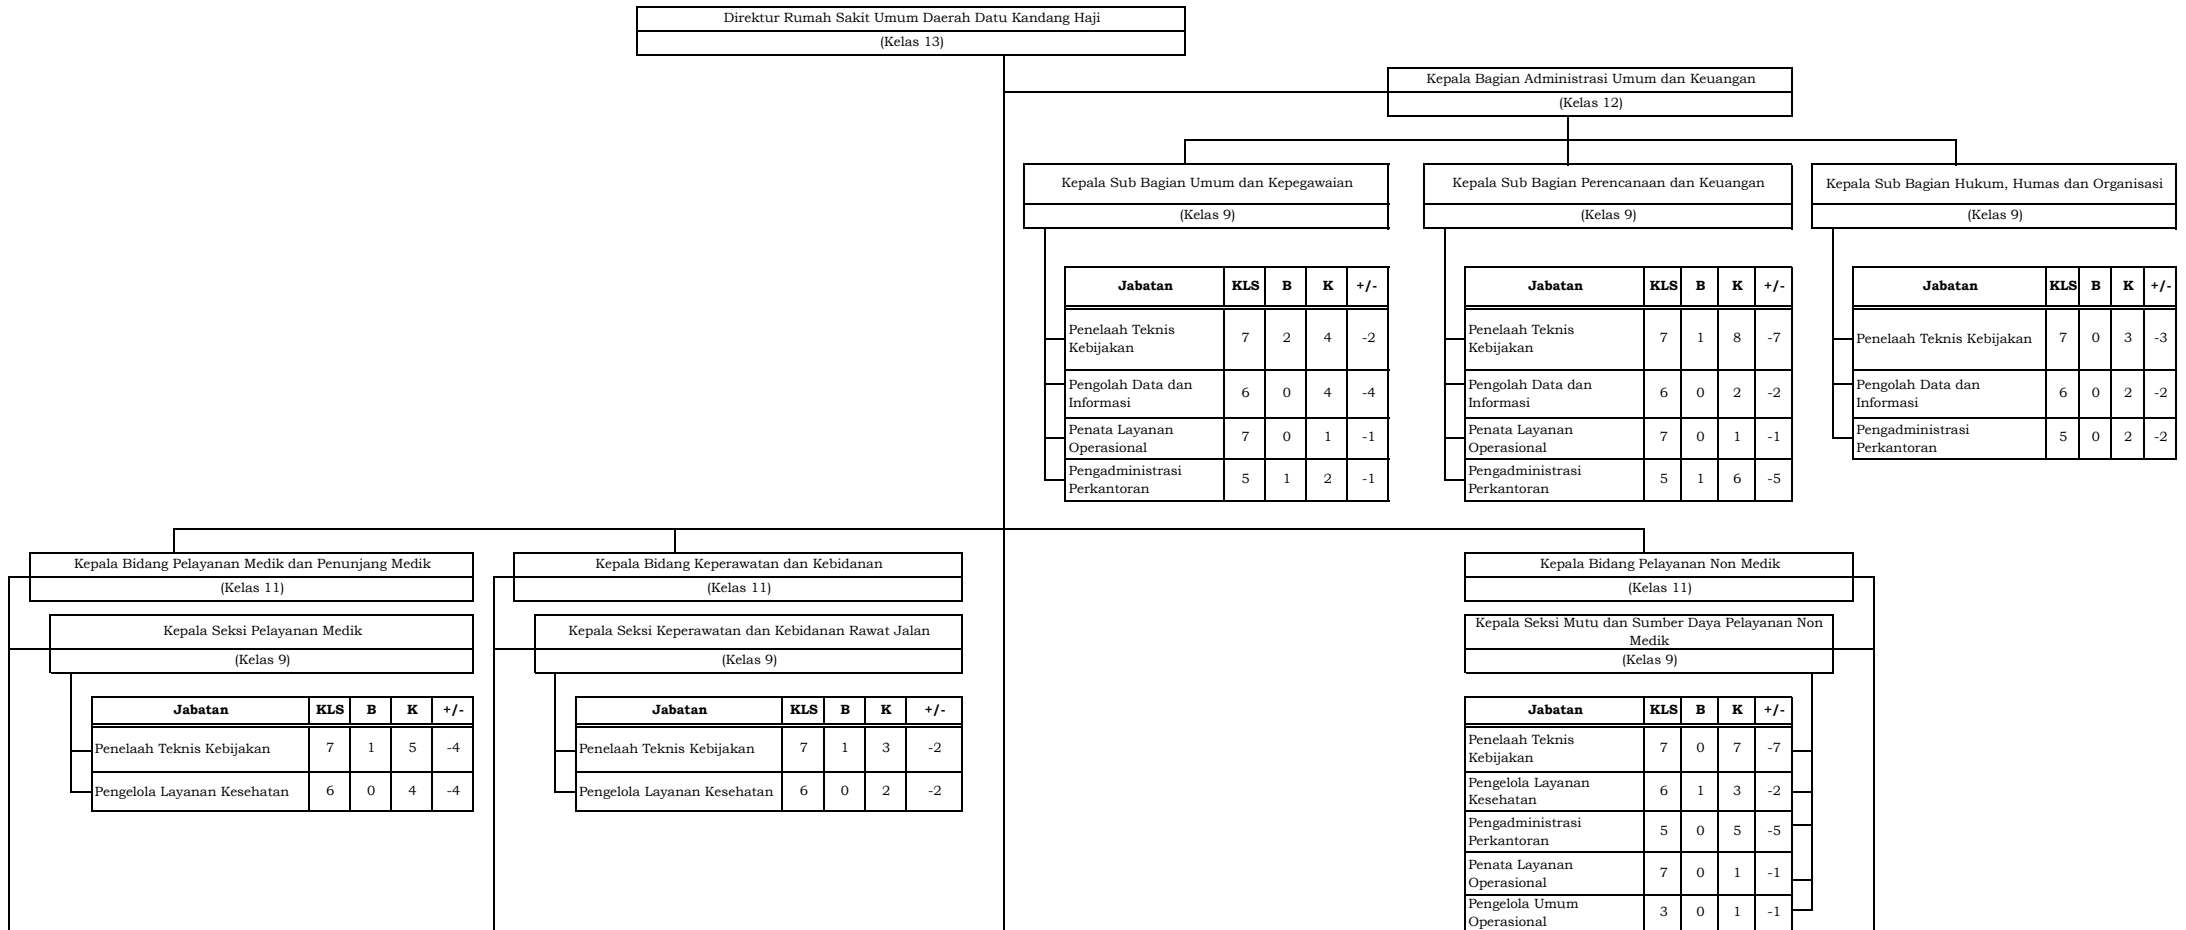 Direktur Rumah Sakit Umum Daerah Datu Kandang Haji
(Kelas 13)
Kepala Bagian Administrasi Umum dan Keuangan
(Kelas 12)
Kepala Sub Bagian Umum dan Kepegawaian
(Kelas 9)
Jabatan KLS B K +/-
Penelaah Teknis
Kebijakan 7 2 4 -2
Pengolah Data dan
Informasi 6 0 4 -4
Penata Layanan
Operasional 7 0 1 -1
Pengadministrasi
Perkantoran 5 1 2 -1
Kepala Sub Bagian Perencanaan dan Keuangan
(Kelas 9)
Jabatan KLS B K +/-
Penelaah Teknis
Kebijakan 7 1 8 -7
Pengolah Data dan
Informasi 6 0 2 -2
Penata Layanan
Operasional 7 0 1 -1
Pengadministrasi
Perkantoran 5 1 6 -5
Kepala Sub Bagian Hukum, Humas dan Organisasi
(Kelas 9)
Jabatan KLS B K +/-
Penelaah Teknis Kebijakan 7 0 3 -3
Pengolah Data dan
Informasi 6 0 2 -2
Pengadministrasi
Perkantoran 5 0 2 -2
Kepala Bidang Pelayanan Medik dan Penunjang Medik
(Kelas 11)
Kepala Seksi Pelayanan Medik
(Kelas 9)
Jabatan KLS B K +/-
Penelaah Teknis Kebijakan 7 1 5 -4
Pengelola Layanan Kesehatan 6 0 4 -4
Kepala Bidang Keperawatan dan Kebidanan
(Kelas 11)
Kepala Seksi Keperawatan dan Kebidanan Rawat Jalan
(Kelas 9)
Jabatan KLS B K +/-
Penelaah Teknis Kebijakan 7 1 3 -2
Pengelola Layanan Kesehatan 6 0 2 -2
Kepala Bidang Pelayanan Non Medik
(Kelas 11)
Kepala Seksi Mutu dan Sumber Daya Pelayanan Non
Medik
(Kelas 9)
Jabatan KLS B K +/-
Penelaah Teknis
Kebijakan 7 0 7 -7
Pengelola Layanan
Kesehatan 6 1 3 -2
Pengadministrasi
Perkantoran 5 0 5 -5
Penata Layanan
Operasional 7 0 1 -1
Pengelola Umum
Operasional 3 0 1 -1